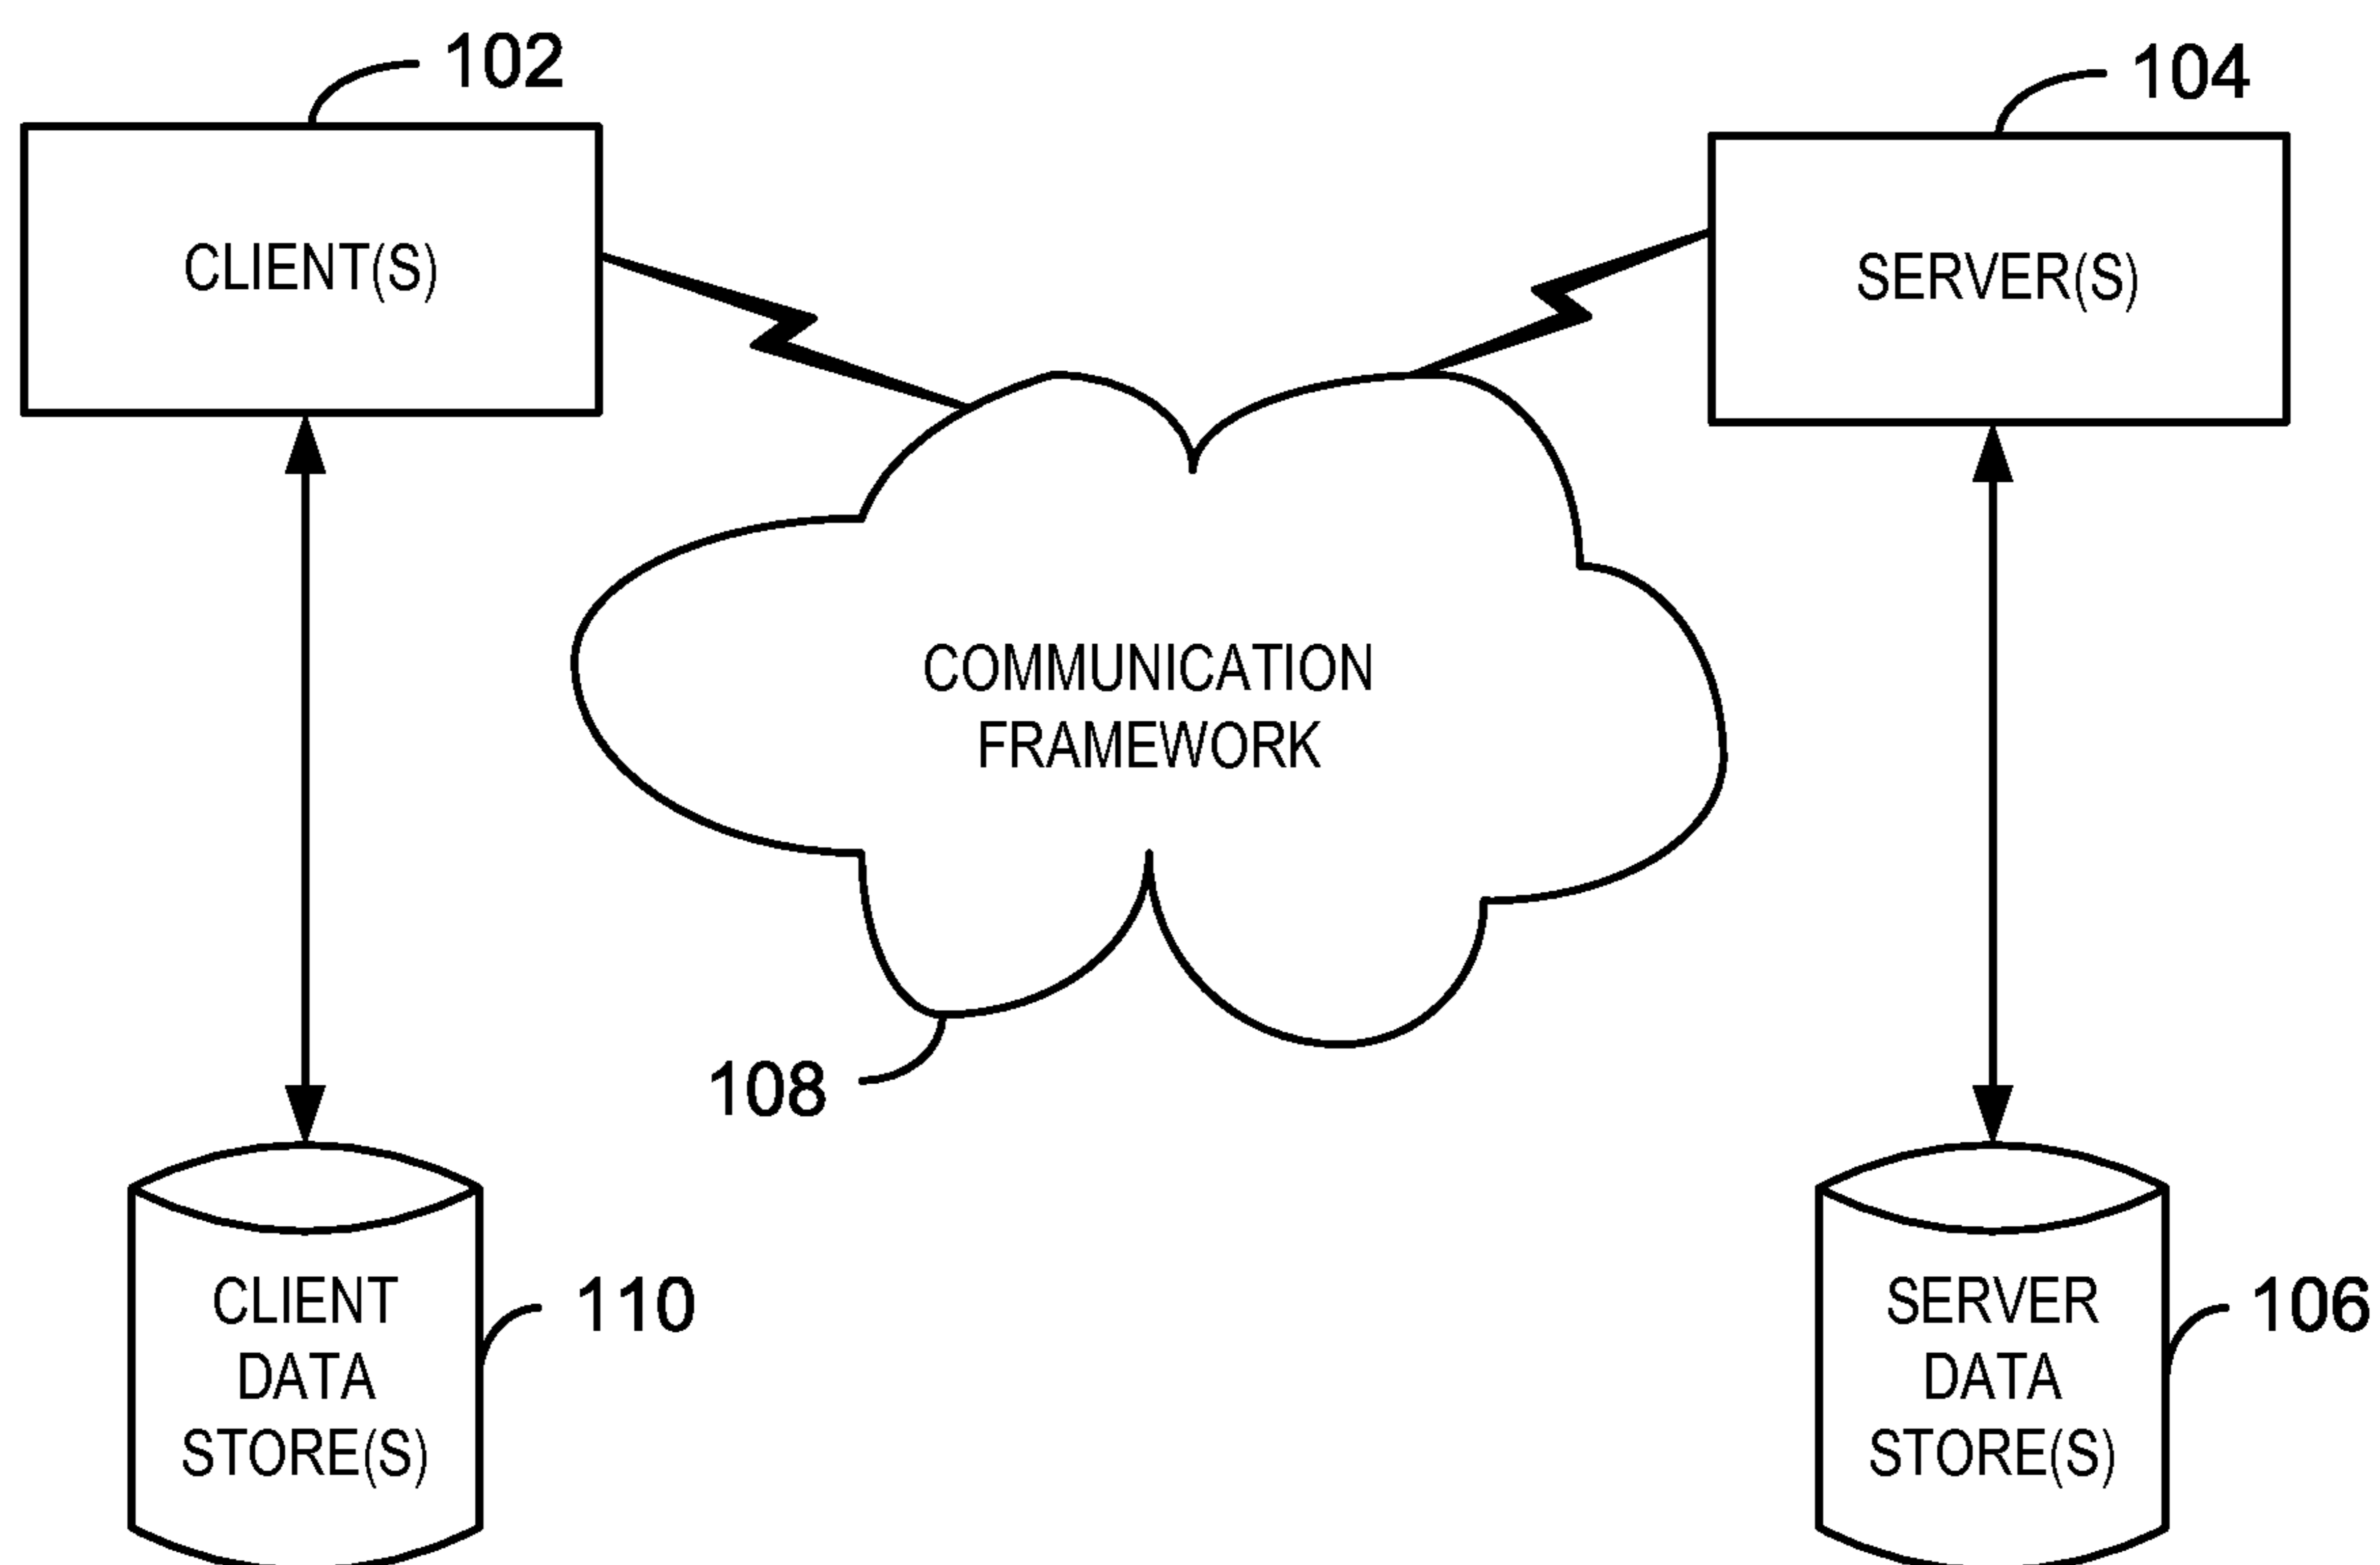 102
104
CLIENT(S)
SERVER(S)
COMMUNICATION
FRAMEWORK
108
CLIENT
DATA
STORE(S)
110
SERVER
DATA
STORE(S)
106